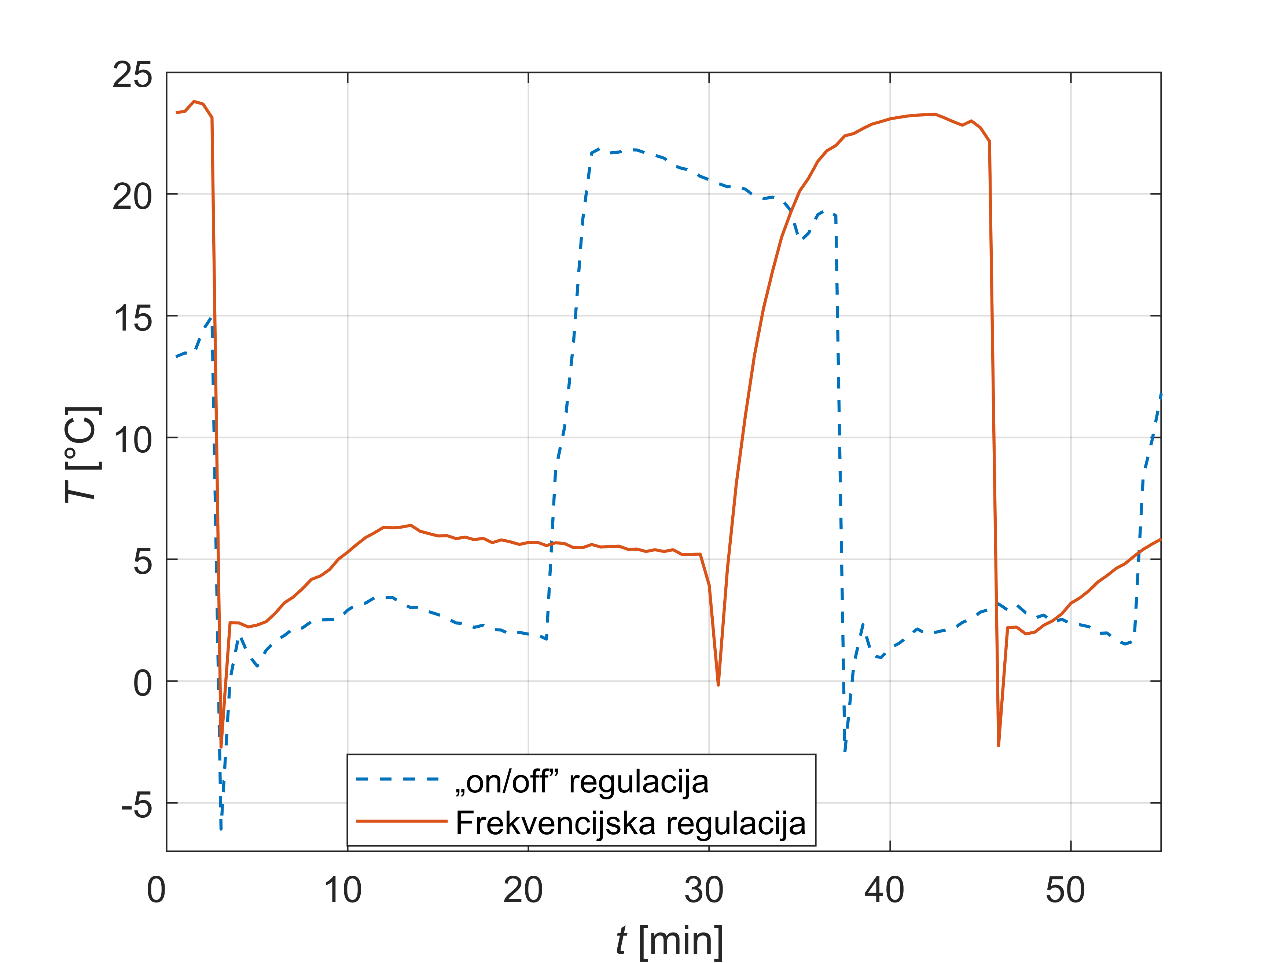 25
20
15
10
5
0
-5
T [°C]
„on/off” regulacija
Frekvencijska regulacija
0 10 20 30 40 50
t [min]